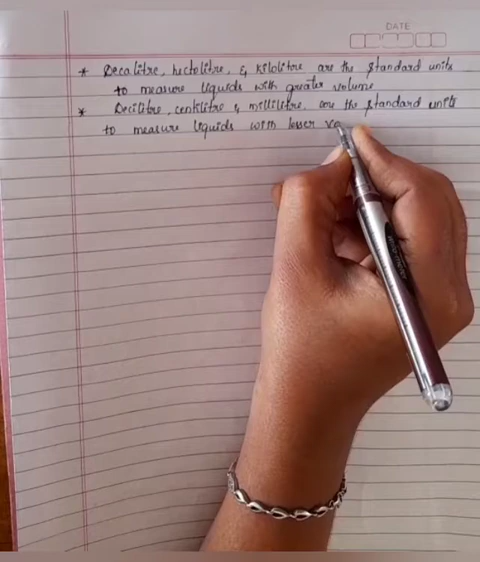 DATE
* Decalitre, hectolitre, & kilolitre are the standard units
to measure liquids with greater volume
* Decilitre, centilitre & millilitre are the standard units
to measure liquids with lesser vo